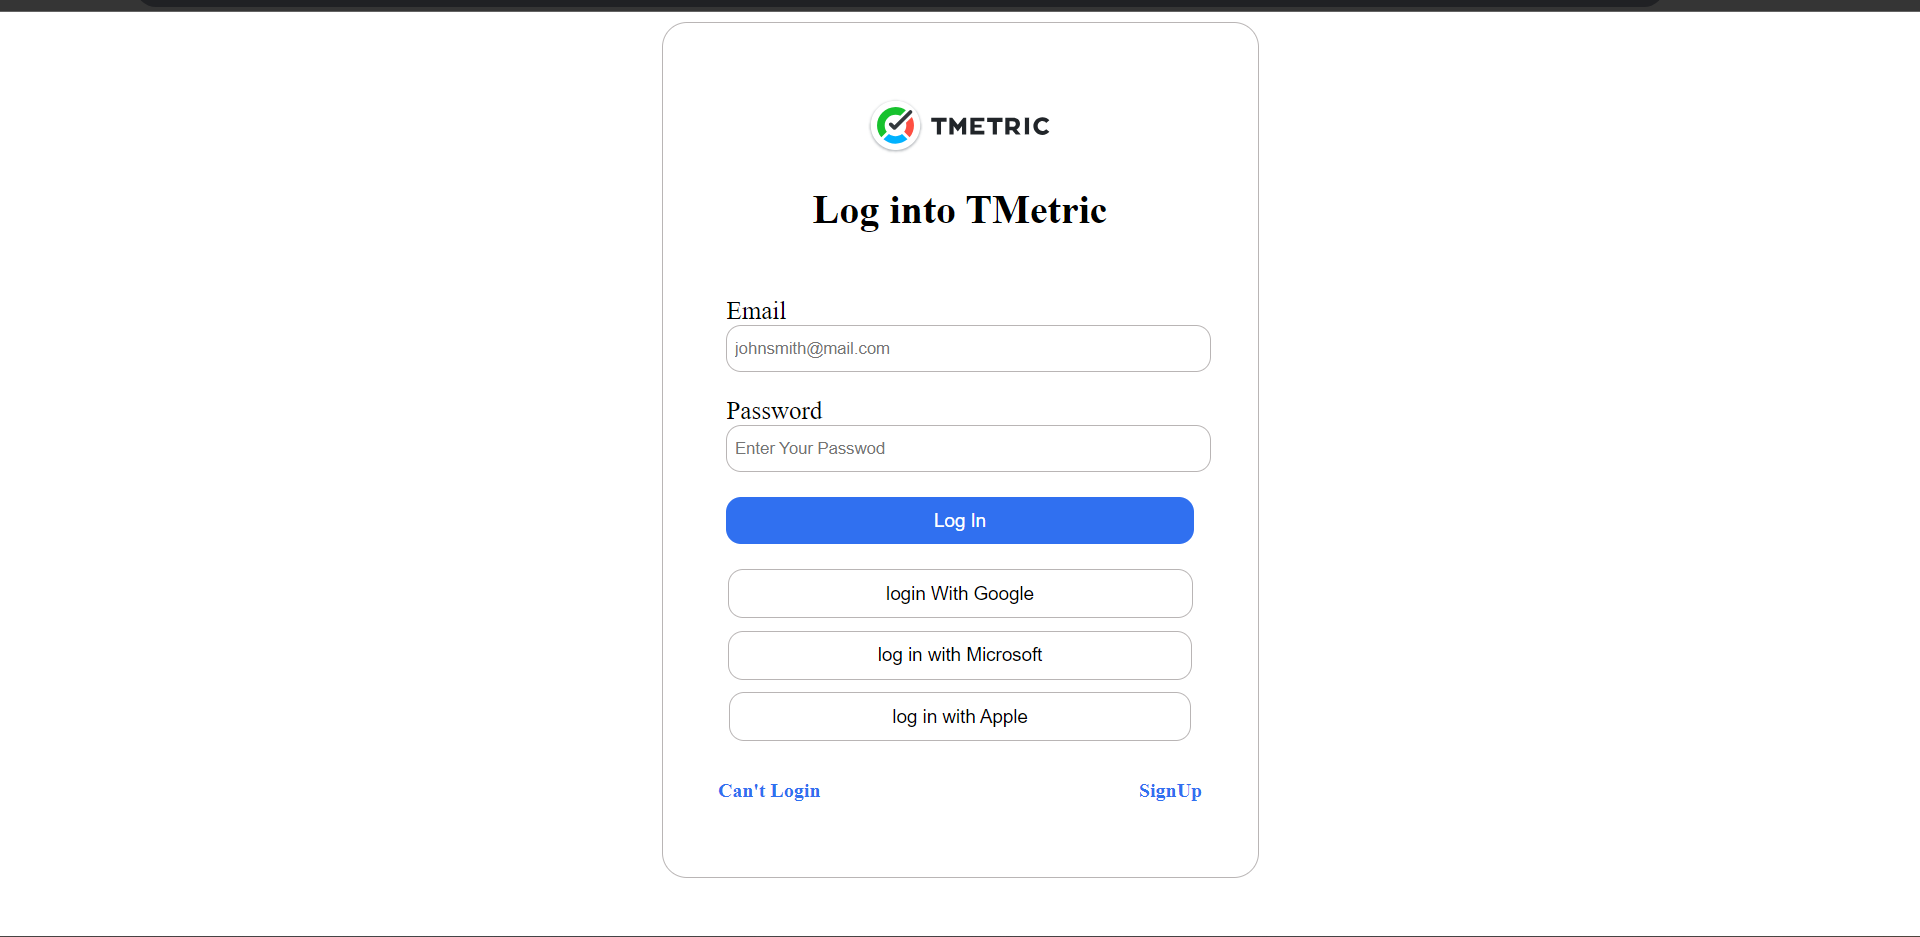 TMETRIC
Log into TMetric
Email
johnsmith@mail.com
Password
Enter Your Passwod
Log In
login With Google
log in with Microsoft
log in with Apple
Can't Login
SignUp